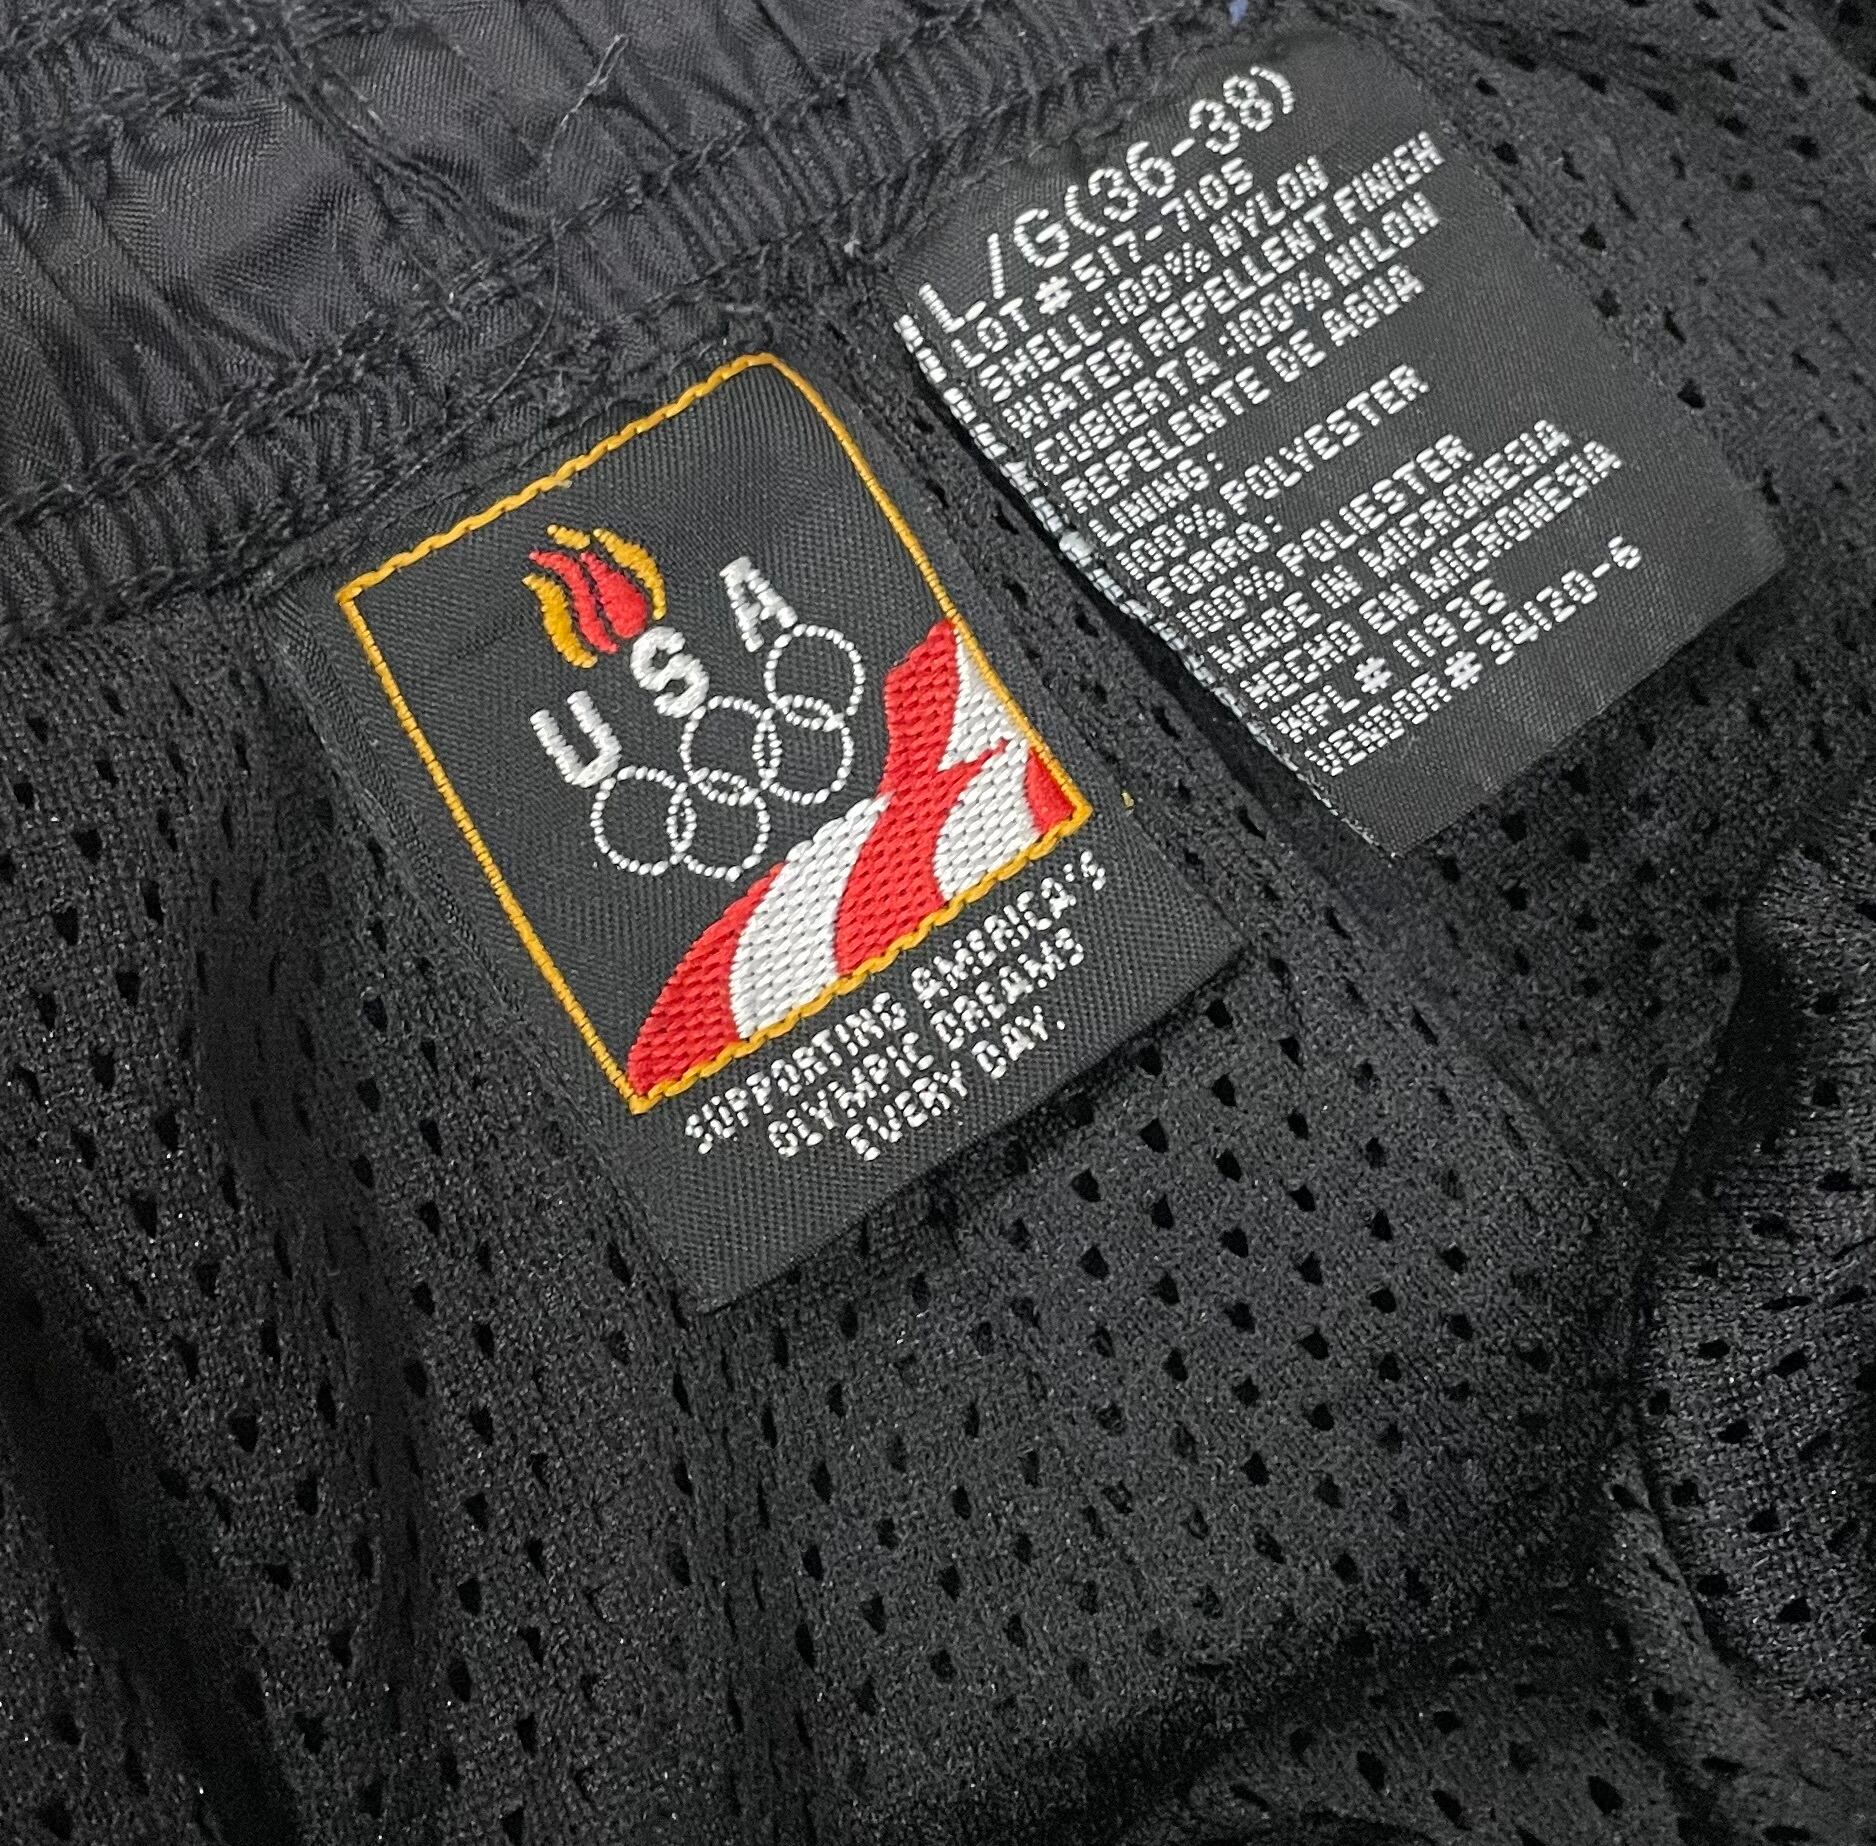 USA
SUPPORTING AMERICA'S
OLYMPIC DREAMS
EVERY DAY.
L/G(36-38)
LOT # 517-7105
SHELL:100% NYLON
WATER REPELLENT FINISH
CUBIERTA:100% NILON
REPELENTE DE AGUA
LINING:
100% POLYESTER
FORRO:
100% POLIESTER
MADE IN MICRONESIA
HECHO EN MICRONESIA
WPL # 11935
VENDOR # 34120-6